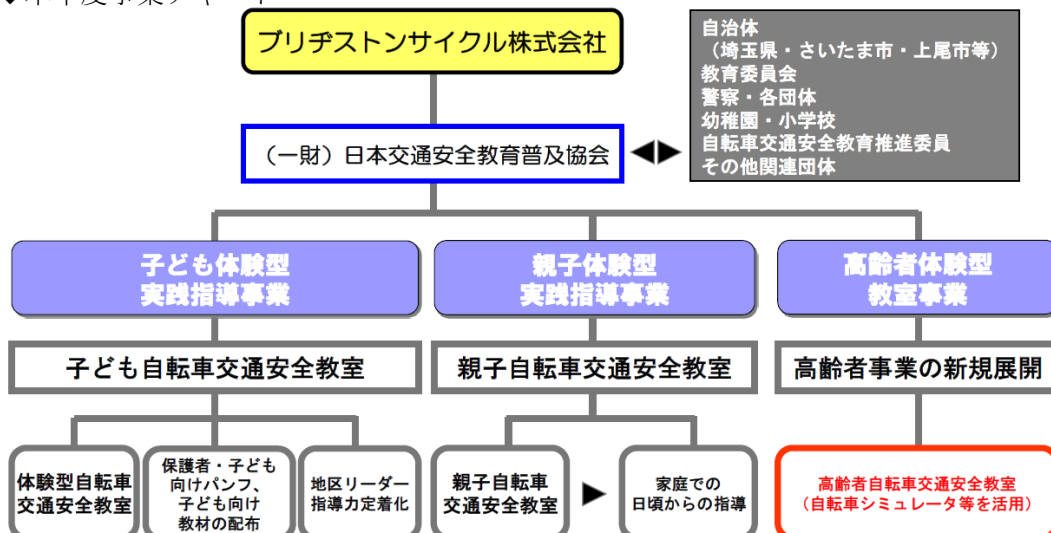 ブリヂストンサイクル株式会社
自治体
（埼玉県・さいたま市・上尾市等）
教育委員会
警察・各団体
幼稚園・小学校
自転車交通安全教育推進委員
その他関連団体
（一財）日本交通安全教育普及協会
子ども体験型
実践指導事業
親子体験型
実践指導事業
高齢者体験型
教室事業
子ども自転車交通安全教室
親子自転車交通安全教室
高齢者事業の新規展開
体験型自転車
交通安全教室
保護者・子ども
向けパンフ、
子ども向け
教材の配布
地区リーダー
指導力定着化
親子自転車
交通安全教室
家庭での
日頃からの指導
高齢者自転車交通安全教室
（自転車シミュレータ等を活用）